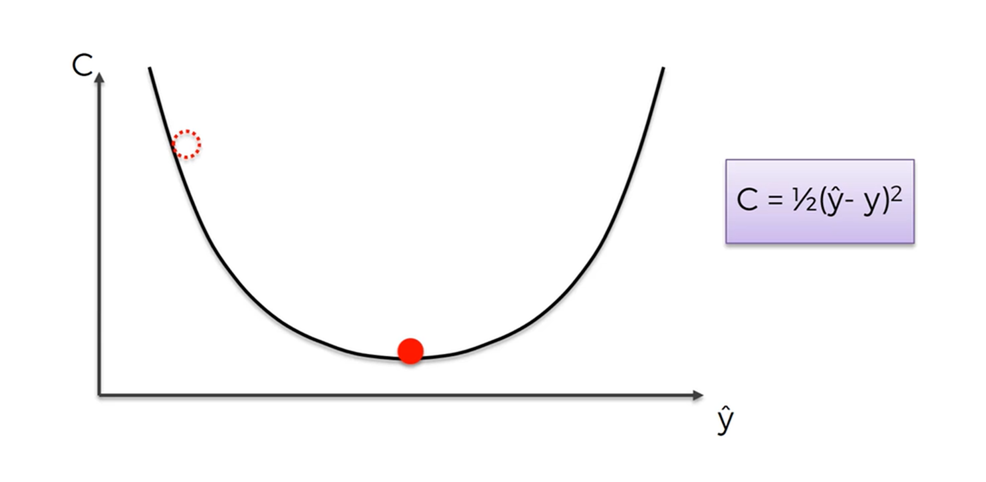 C
C = ½(ŷ- y)²
ŷ